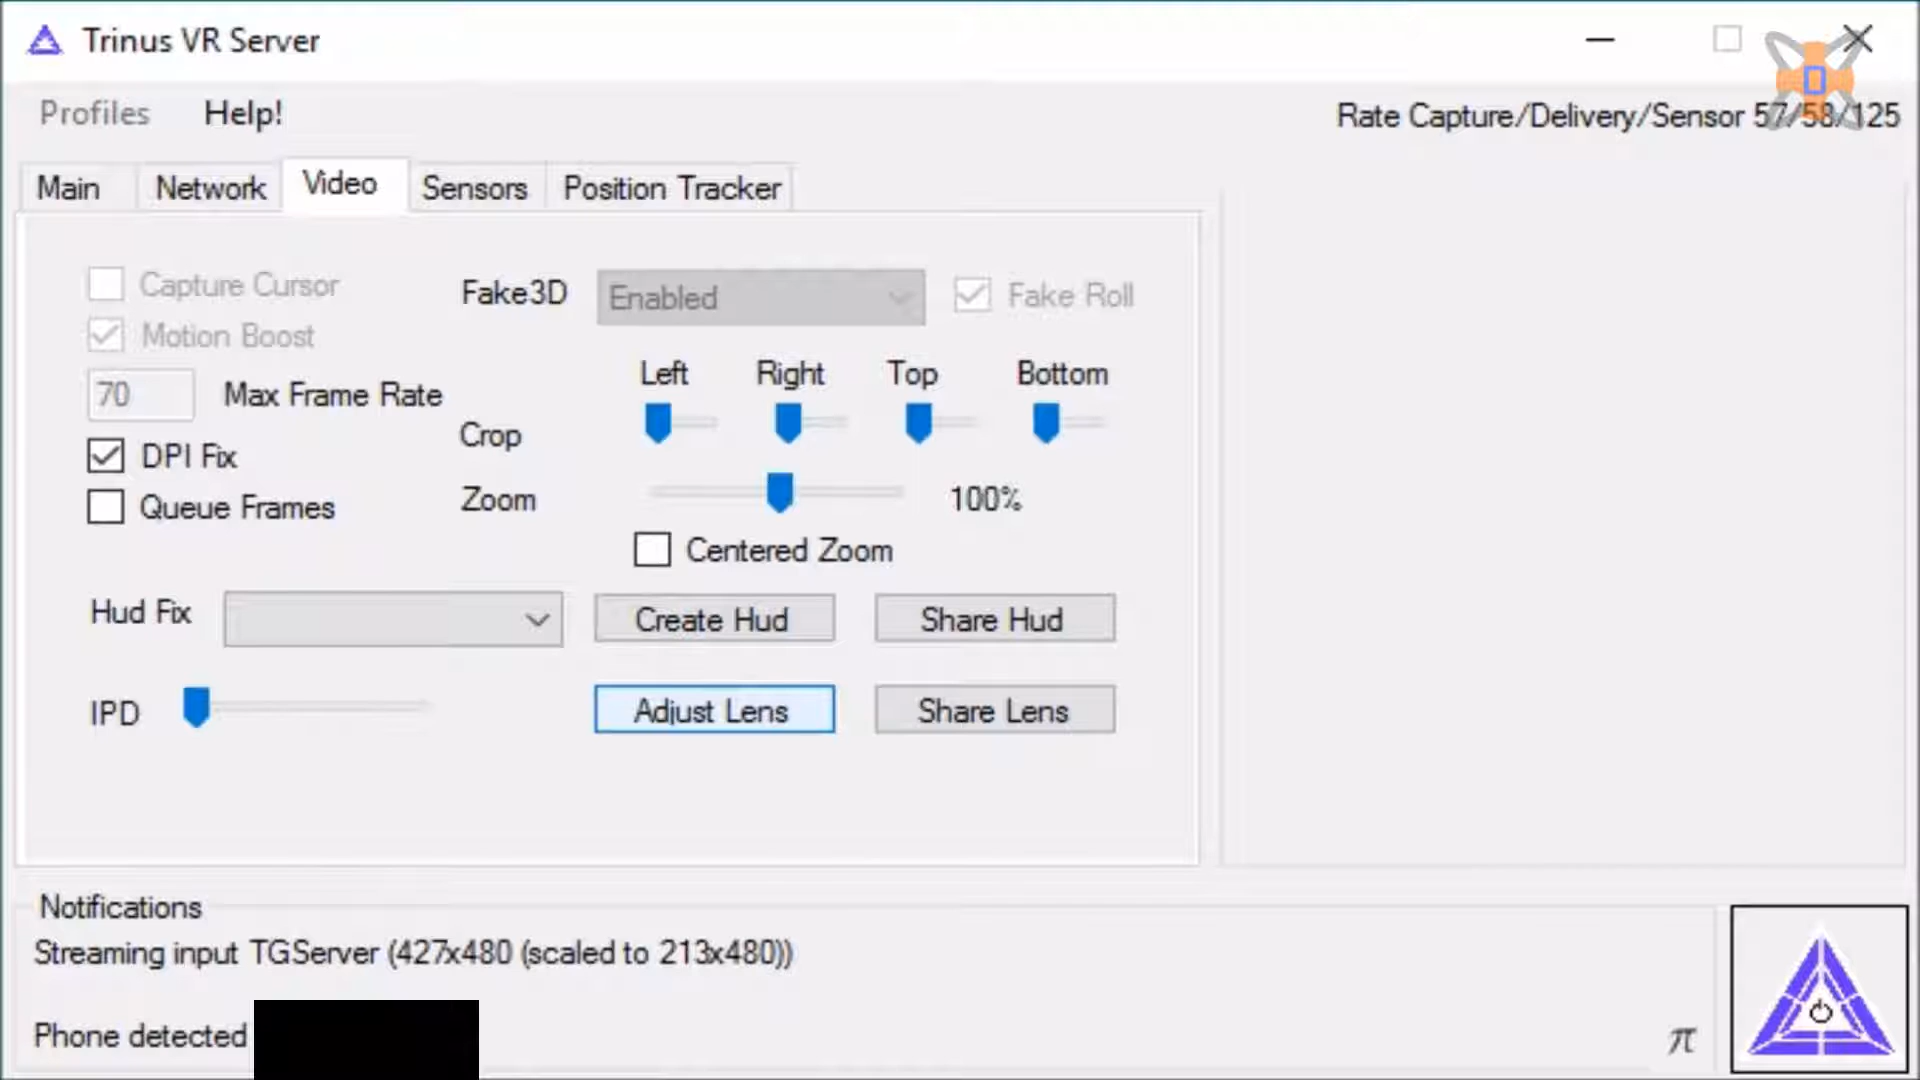 Trinus VR Server
Profiles Help!
Rate Capture/Delivery/Sensor 57/58/125
Main Network Video Sensors Position Tracker
Capture Cursor
Fake3D Enabled Fake Roll
Motion Boost
Left Right Top Bottom
70 Max Frame Rate
Crop
DPI Fix
Zoom 100%
Queue Frames
Centered Zoom
Hud Fix Create Hud Share Hud
IPD Adjust Lens Share Lens
Notifications
Streaming input TGServer (427x480 (scaled to 213x480))
Phone detected
π